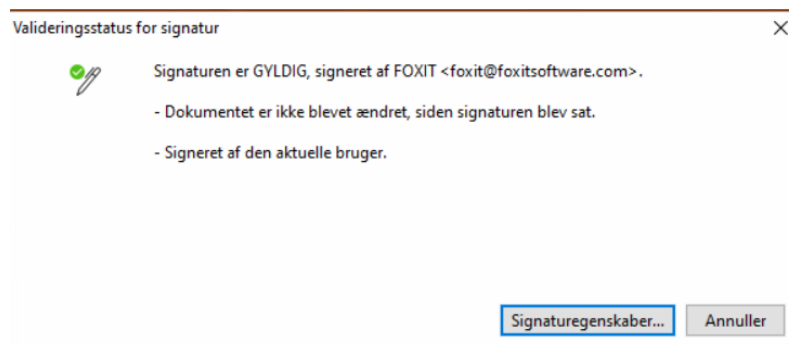 Valideringsstatus for signatur
Signaturen er GYLDIG, signeret af FOXIT <foxit@foxitsoftware.com>.
- Dokumentet er ikke blevet ændret, siden signaturen blev sat.
- Signeret af den aktuelle bruger.
Signaturegenskaber... Annuller